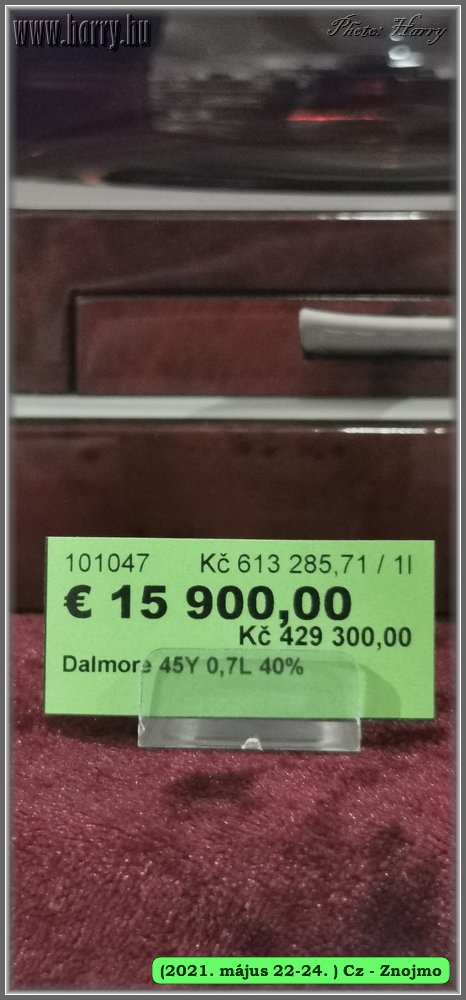 www.harry.hu
Photo: Harry
101047 Kč 613 285,71 / 1l
€ 15 900,00
Kč 429 300,00
Dalmore 45Y 0,7L 40%
(2021. május 22-24. ) Cz - Znojmo